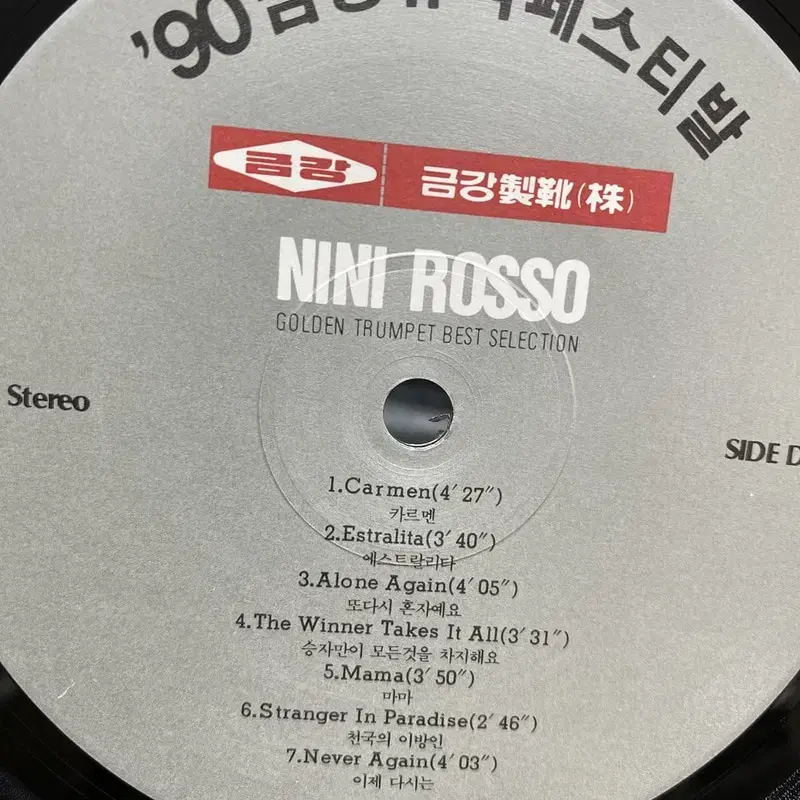 '90 금강뮤직페스티발
금강 금강製靴(株)
NINI ROSSO
GOLDEN TRUMPET BEST SELECTION
Stereo
SIDE D
1.Carmen(4′27″)
카르멘
2.Estralita(3′40″)
에스트랄리타
3.Alone Again(4′05″)
또다시 혼자예요
4.The Winner Takes It All(3′31″)
승자만이 모든것을 차지해요
5.Mama(3′50″)
마마
6.Stranger In Paradise(2′46″)
천국의 이방인
7.Never Again(4′03″)
이제 다시는